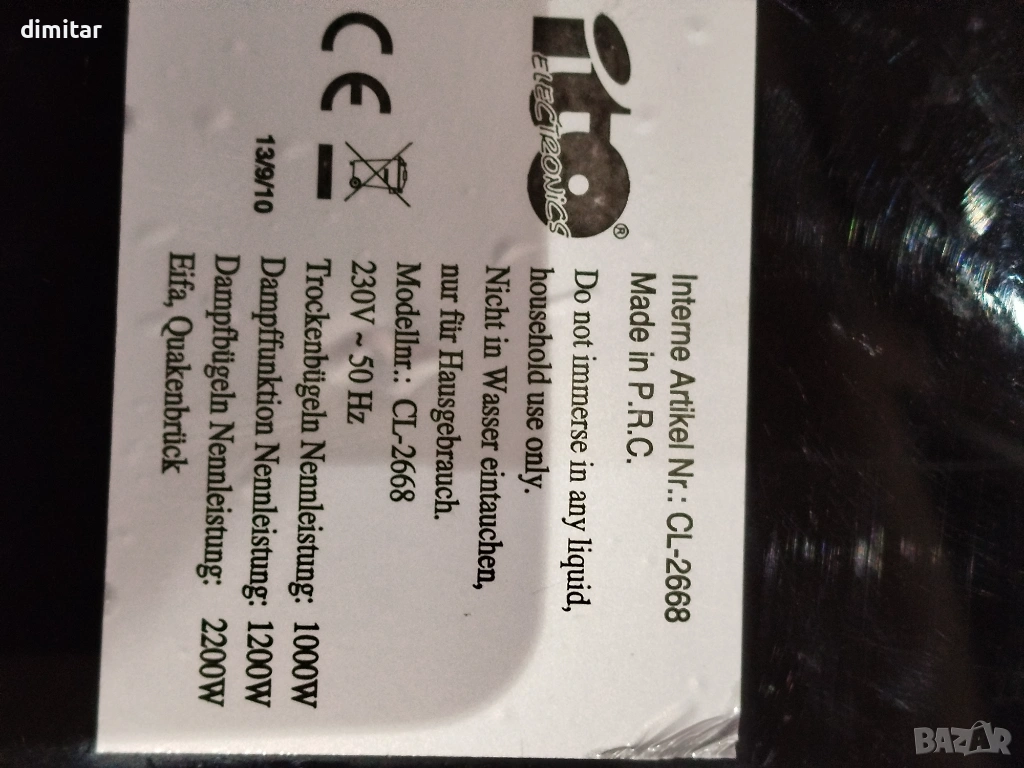 dimitar
ito
ELECTRONICS
®
Interne Artikel Nr.: CL-2668
Made in P.R.C.
Do not immerse in any liquid,
household use only.
Nicht in Wasser eintauchen,
nur für Hausgebrauch.
Modellnr.: CL-2668
230V ~ 50 Hz
Trockenbügeln Nennleistung: 1000W
Dampffunktion Nennleistung: 1200W
Dampfbügeln Nennleistung: 2200W
Eifa, Quakenbrück
CE
13/9/10
BAZAR